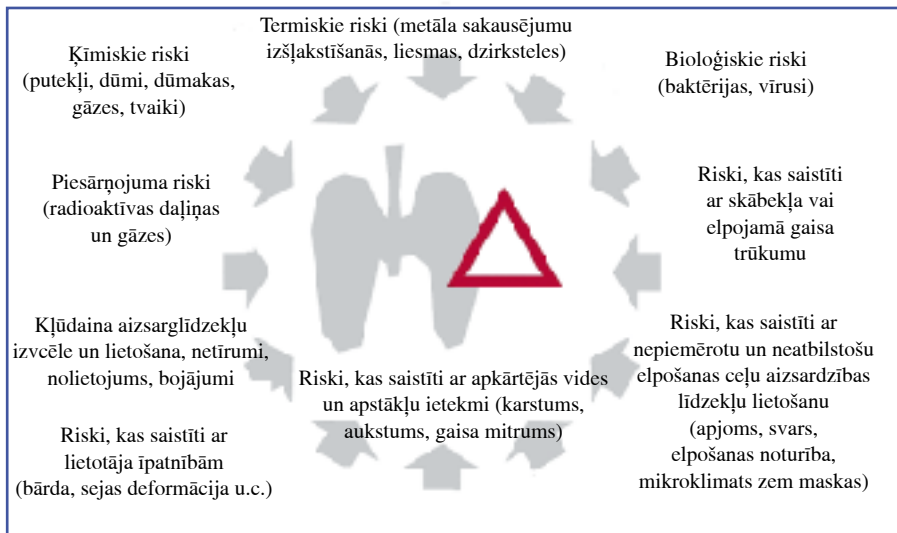 Termiskie riski (metāla sakausējumu
izšļakstīšanās, liesmas, dzirksteles)
Ķīmiskie riski
(putekļi, dūmi, dūmakas,
gāzes, tvaiki)
Bioloģiskie riski
(baktērijas, vīrusi)
Piesārņojuma riski
(radioaktīvas daļiņas
un gāzes)
Riski, kas saistīti
ar skābekļa vai
elpojamā gaisa
trūkumu
Kļūdaina aizsarglīdzekļu
izvcēle un lietošana, netīrumi,
nolietojums, bojājumi
Riski, kas saistīti ar apkārtējās vides
un apstākļu ietekmi (karstums,
aukstums, gaisa mitrums)
Riski, kas saistīti ar
nepiemērotu un neatbilstošu
elpošanas ceļu aizsardzības
līdzekļu lietošanu
(apjoms, svars,
elpošanas noturība,
mikroklimats zem maskas)
Riski, kas saistīti ar
lietotāja īpatnībām
(bārda, sejas deformācija u.c.)